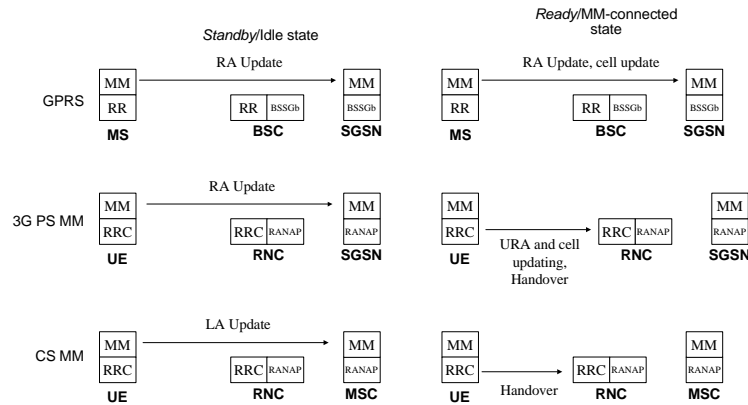 Standby/Idle state
Ready/MM-connected
state
GPRS
MM RA Update MM
RR RR BSSGb BSSGb
MS BSC SGSN
MM RA Update, cell update MM
RR RR BSSGb BSSGb
MS BSC SGSN
3G PS MM
MM RA Update MM
RRC RRC RANAP RANAP
UE RNC SGSN
MM MM
RRC RRC RANAP RANAP
URA and cell
updating,
Handover
UE RNC SGSN
CS MM
MM LA Update MM
RRC RRC RANAP RANAP
UE RNC MSC
MM MM
RRC RRC RANAP RANAP
Handover
UE RNC MSC